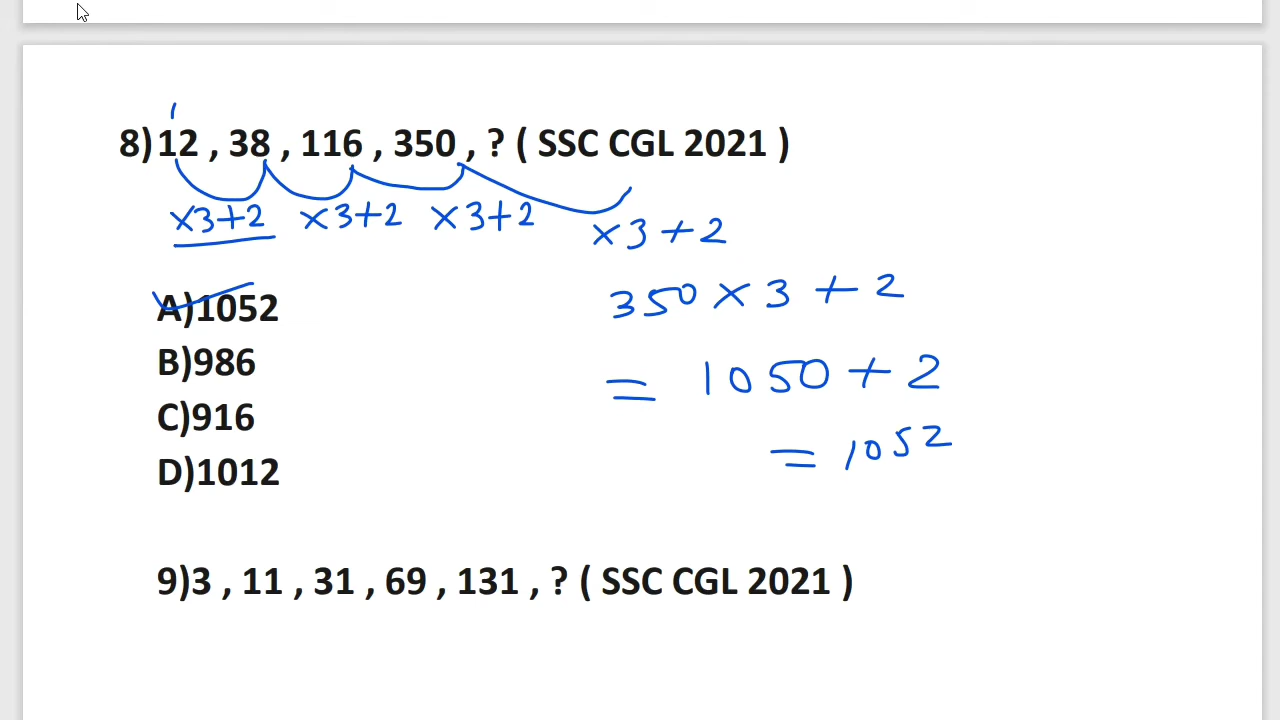 8)12 , 38 , 116 , 350 , ? ( SSC CGL 2021 )
×3+2 ×3+2 ×3+2 ×3+2
A)1052
350×3+2
B)986
= 1050+2
C)916
= 1052
D)1012
9)3 , 11 , 31 , 69 , 131 , ? ( SSC CGL 2021 )